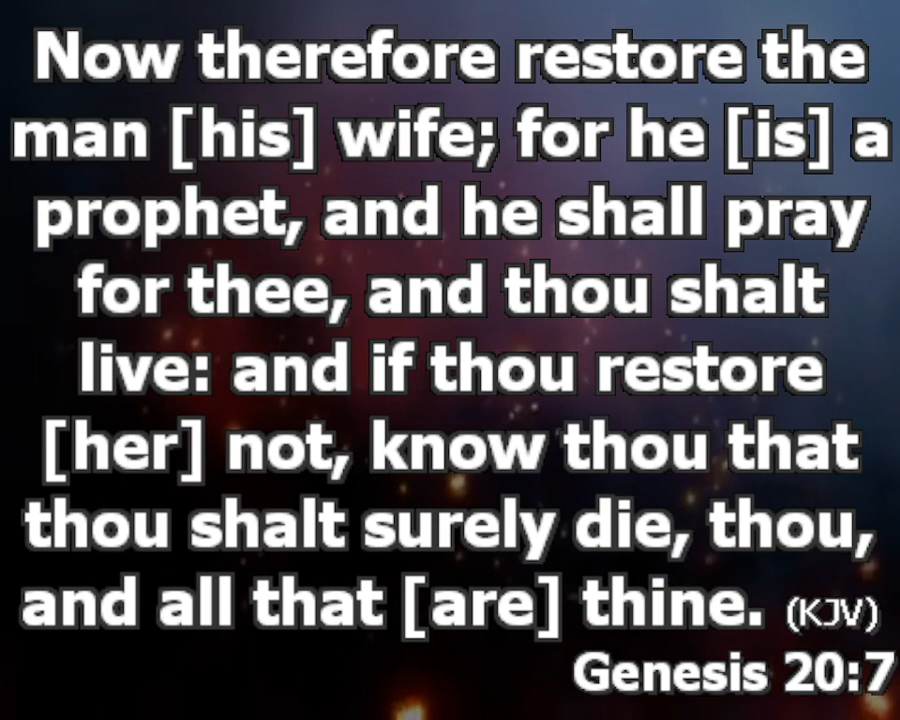 Now therefore restore the
man [his] wife; for he [is] a
prophet, and he shall pray
for thee, and thou shalt
live: and if thou restore
[her] not, know thou that
thou shalt surely die, thou,
and all that [are] thine. (KJV)
Genesis 20:7